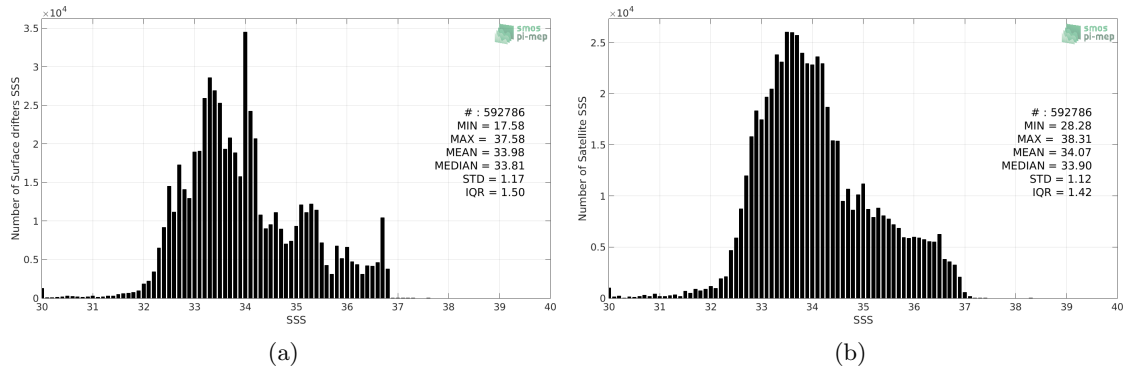 ×10⁴
smos
pi-mep
Number of Surface drifters SSS
3.5
3
2.5
2
1.5
1
0.5
0
# : 592786
MIN = 17.58
MAX = 37.58
MEAN = 33.98
MEDIAN = 33.81
STD = 1.17
IQR = 1.50
30 31 32 33 34 35 36 37 38 39 40
SSS
(a)
×10⁴
smos
pi-mep
Number of Satellite SSS
2.5
2
1.5
1
0.5
0
# : 592786
MIN = 28.28
MAX = 38.31
MEAN = 34.07
MEDIAN = 33.90
STD = 1.12
IQR = 1.42
30 31 32 33 34 35 36 37 38 39 40
SSS
(b)